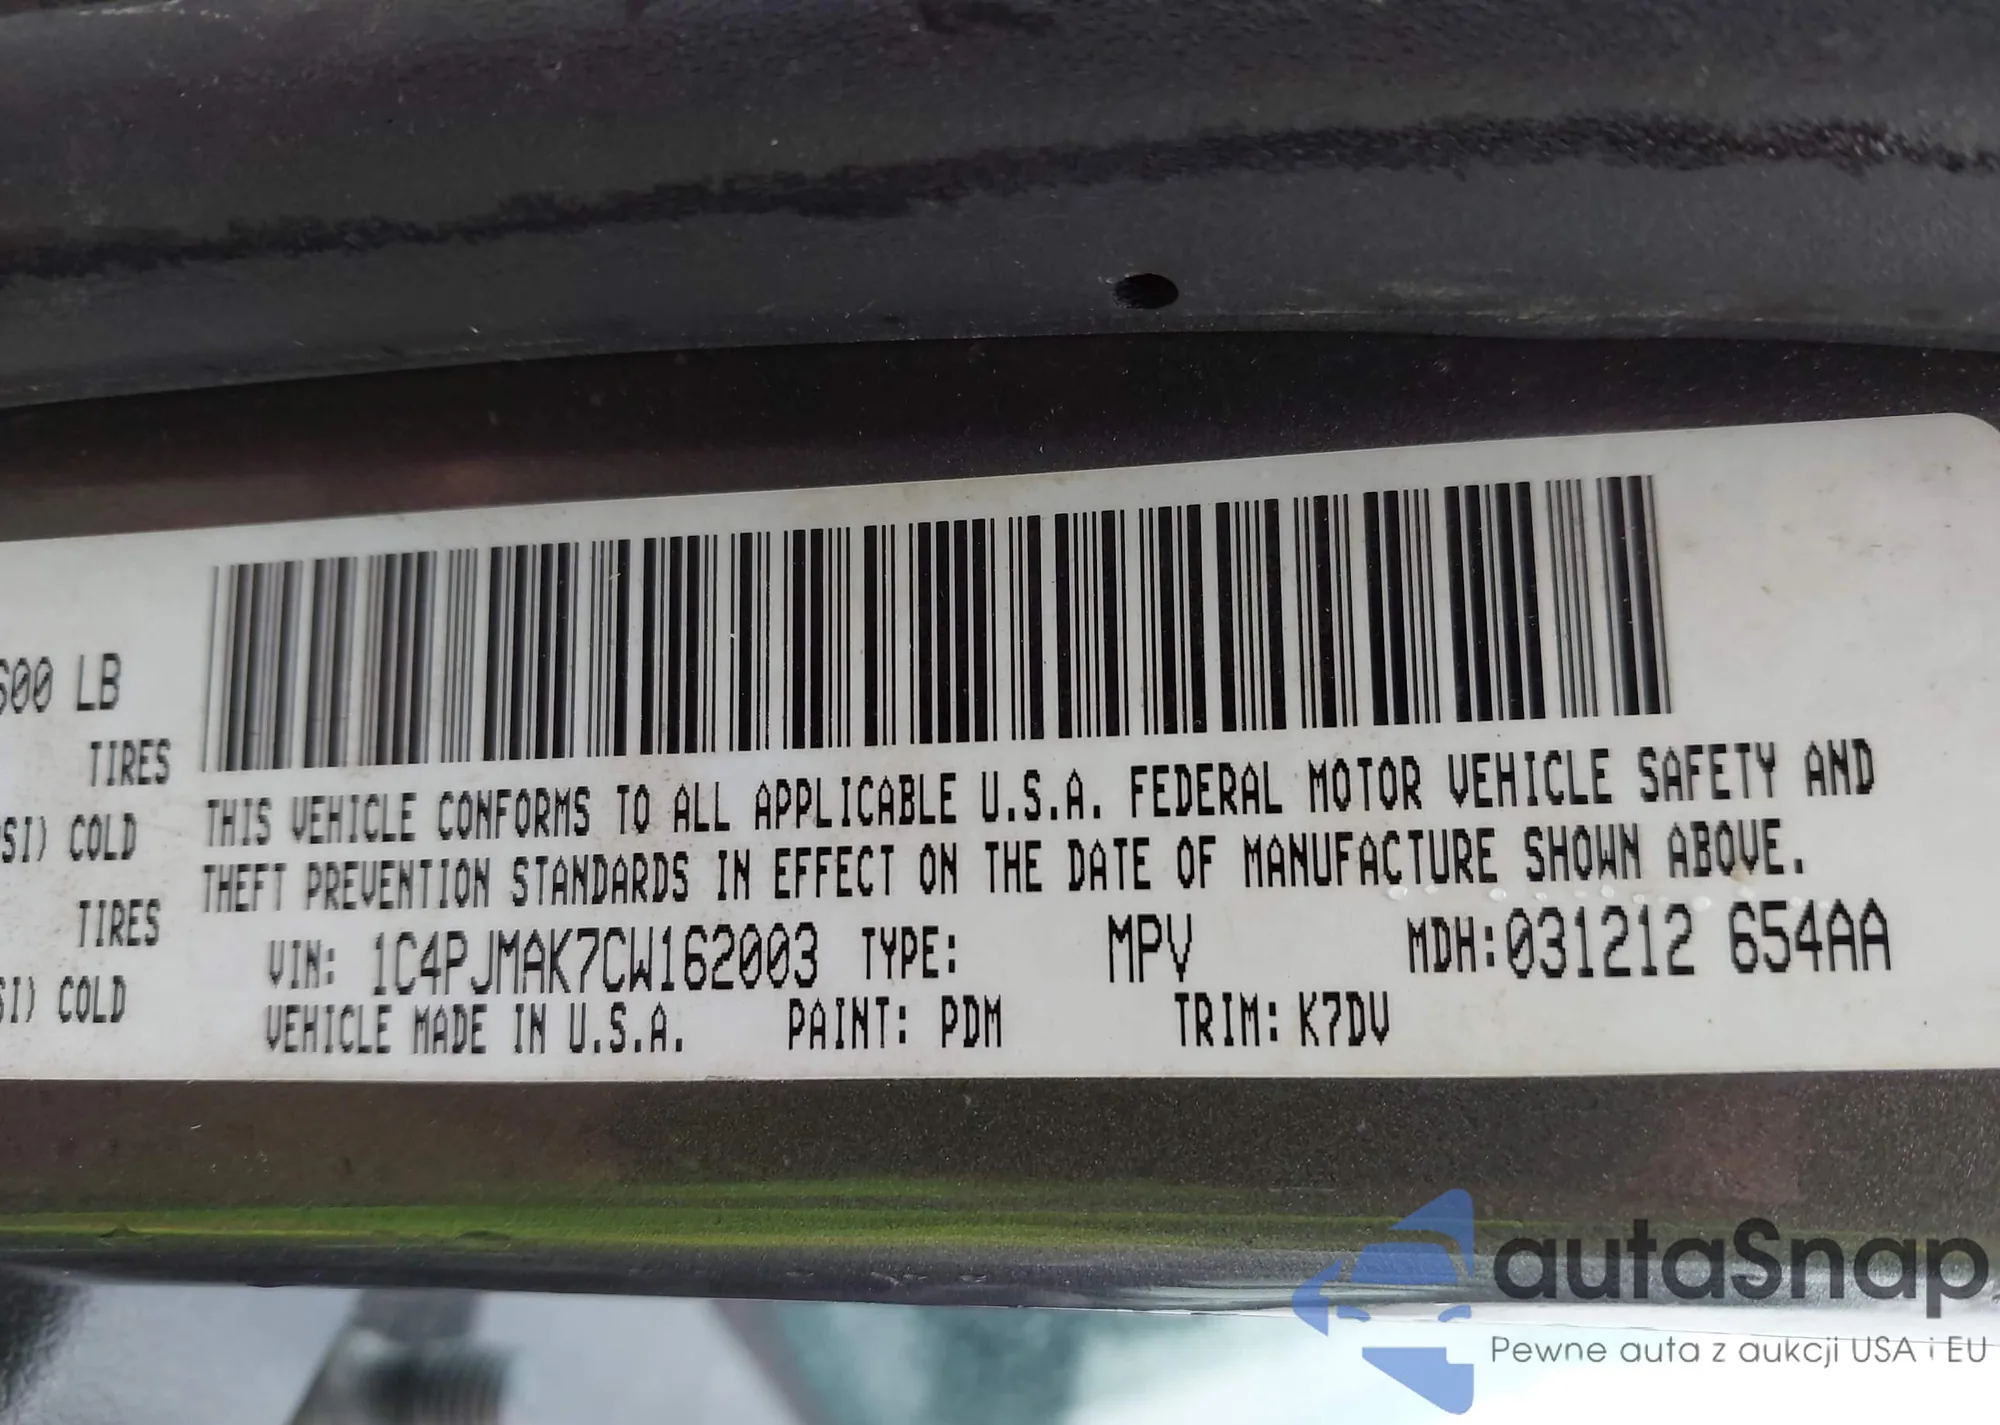 600 LB
TIRES
SI) COLD
TIRES
SI) COLD
THIS VEHICLE CONFORMS TO ALL APPLICABLE U.S.A. FEDERAL MOTOR VEHICLE SAFETY AND
THEFT PREVENTION STANDARDS IN EFFECT ON THE DATE OF MANUFACTURE SHOWN ABOVE.
VIN: 1C4PJMAK7CW162003 TYPE: MPV MDH:031212 654AA
VEHICLE MADE IN U.S.A. PAINT: PDM TRIM: K7DV
autaSnap
Pewne auta z aukcji USA i EU